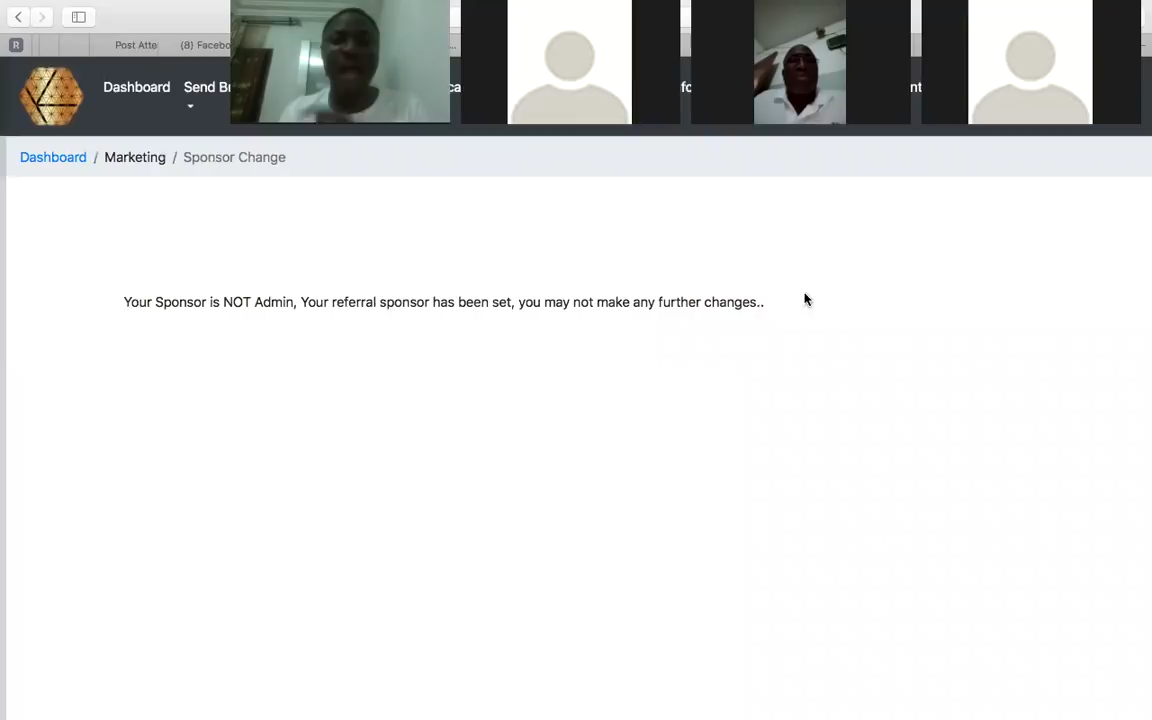 R
Post Atte
(8) Facebo
Dashboard
Send B
Dashboard / Marketing / Sponsor Change
Your Sponsor is NOT Admin, Your referral sponsor has been set, you may not make any further changes..